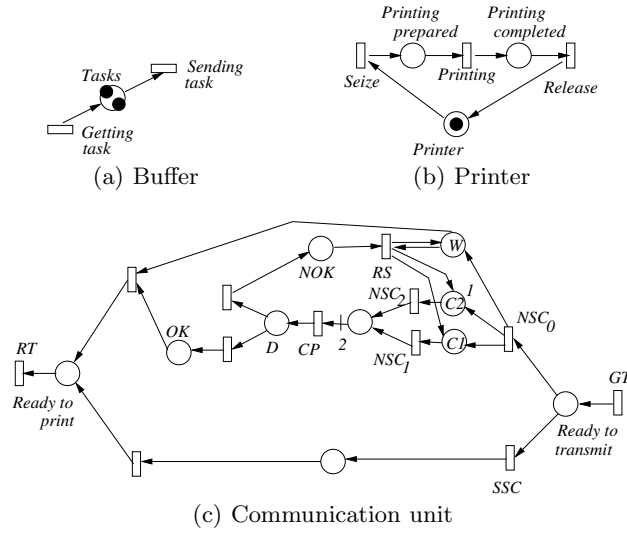 Tasks
Sending
task
Getting
task
(a) Buffer
Printing
prepared
Printing
completed
Seize
Printing
Release
Printer
(b) Printer
NOK
RS
W
NSC2
C2
1
NSC0
OK
D
CP
2
NSC1
C1
RT
Ready to
print
GT
Ready to
transmit
SSC
(c) Communication unit